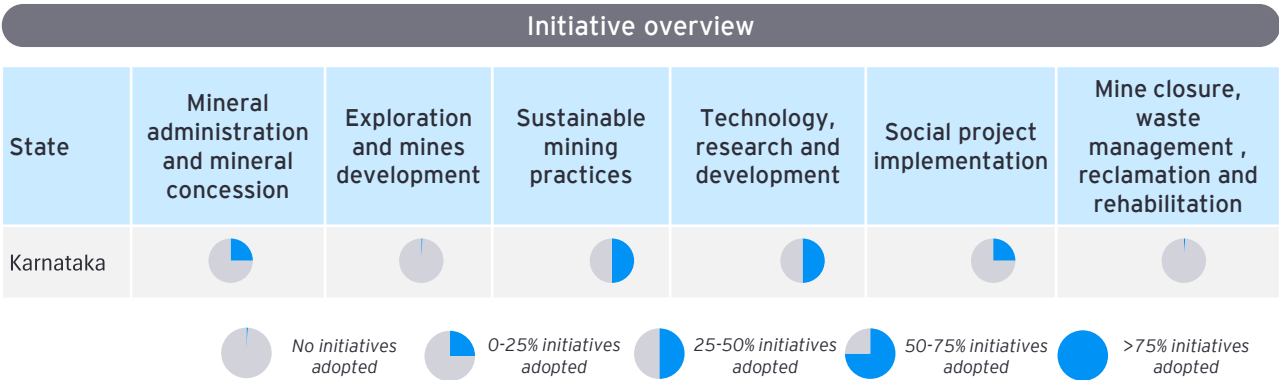 Initiative overview
State
Mineral
administration
and mineral
concession
Exploration
and mines
development
Sustainable
mining
practices
Technology,
research and
development
Social project
implementation
Mine closure,
waste
management ,
reclamation and
rehabilitation
Karnataka
No initiatives
adopted
0-25% initiatives
adopted
25-50% initiatives
adopted
50-75% initiatives
adopted
>75% initiatives
adopted